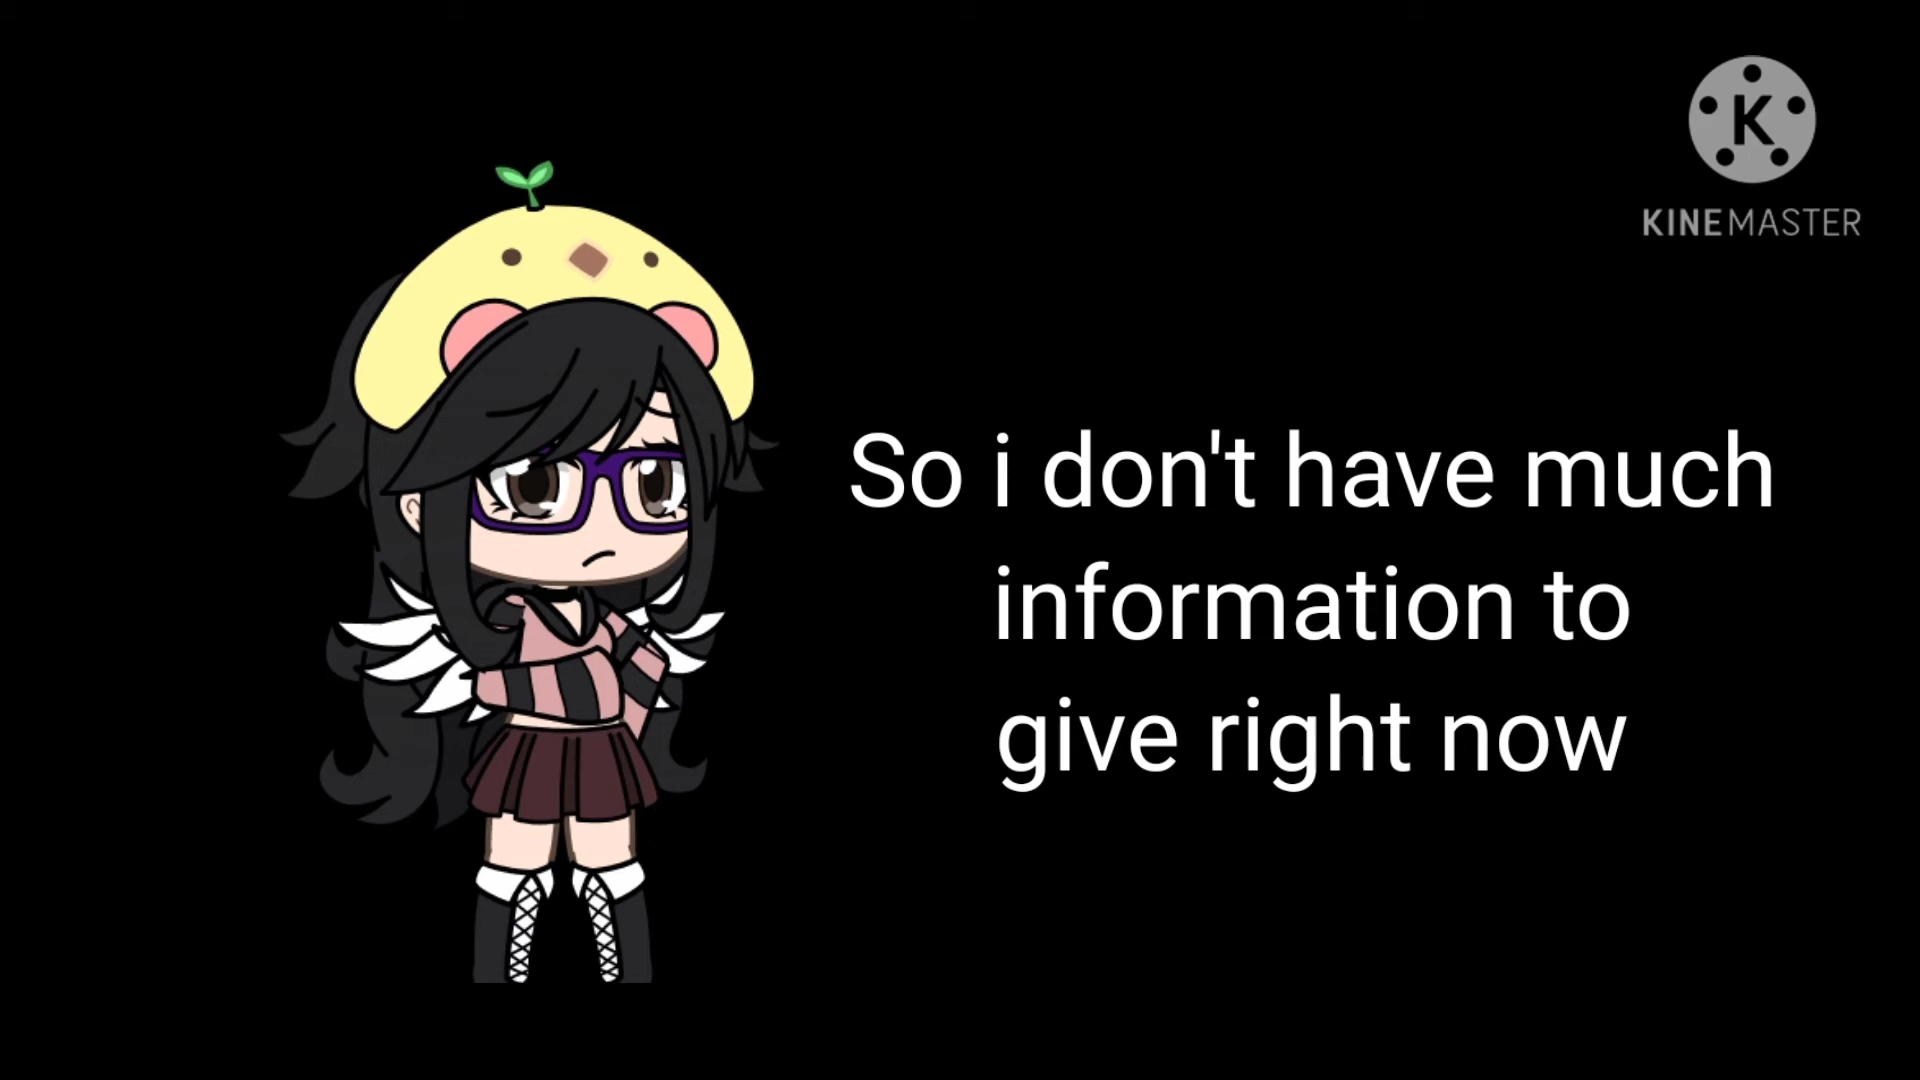 K
KINEMASTER
So i don't have much
information to
give right now